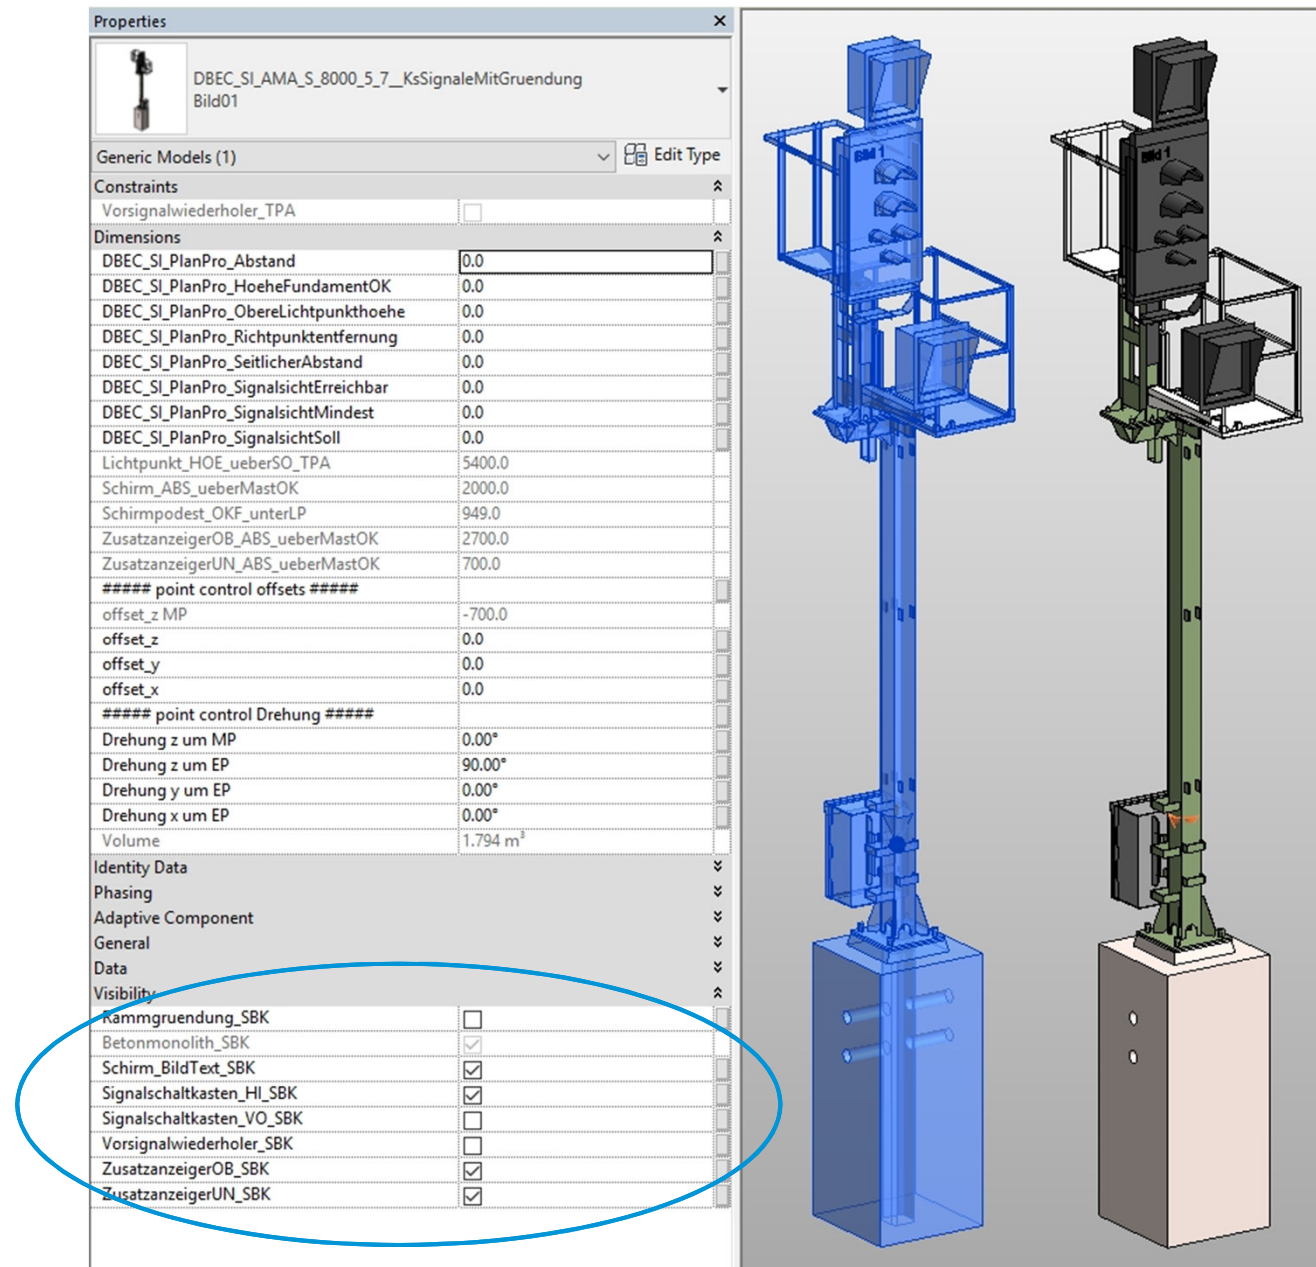 Properties
DBEC_SI_AMA_S_8000_5_7__KsSignaleMitGruendung
Bild01
Generic Models (1)
Edit Type
Constraints
Vorsignalwiederholer_TPA
Dimensions
DBEC_SI_PlanPro_Abstand 0.0
DBEC_SI_PlanPro_HoeheFundamentOK 0.0
DBEC_SI_PlanPro_ObereLichtpunkthoehe 0.0
DBEC_SI_PlanPro_Richtpunktentfernung 0.0
DBEC_SI_PlanPro_SeitlicherAbstand 0.0
DBEC_SI_PlanPro_SignalsichtErreichbar 0.0
DBEC_SI_PlanPro_SignalsichtMindest 0.0
DBEC_SI_PlanPro_SignalsichtSoll 0.0
Lichtpunkt_HOE_ueberSO_TPA 5400.0
Schirm_ABS_ueberMastOK 2000.0
Schirmpodest_OKF_unterLP 949.0
ZusatzanzeigerOB_ABS_ueberMastOK 2700.0
ZusatzanzeigerUN_ABS_ueberMastOK 700.0
##### point control offsets #####
offset_z MP -700.0
offset_z 0.0
offset_y 0.0
offset_x 0.0
##### point control Drehung #####
Drehung z um MP 0.00°
Drehung z um EP 90.00°
Drehung y um EP 0.00°
Drehung x um EP 0.00°
Volume 1.794 m³
Identity Data
Phasing
Adaptive Component
General
Data
Visibility
Rammgruendung_SBK
Betonmonolith_SBK
Schirm_BildText_SBK
Signalschaltkasten_HI_SBK
Signalschaltkasten_VO_SBK
Vorsignalwiederholer_SBK
ZusatzanzeigerOB_SBK
ZusatzanzeigerUN_SBK
Bild 1
Bild 1